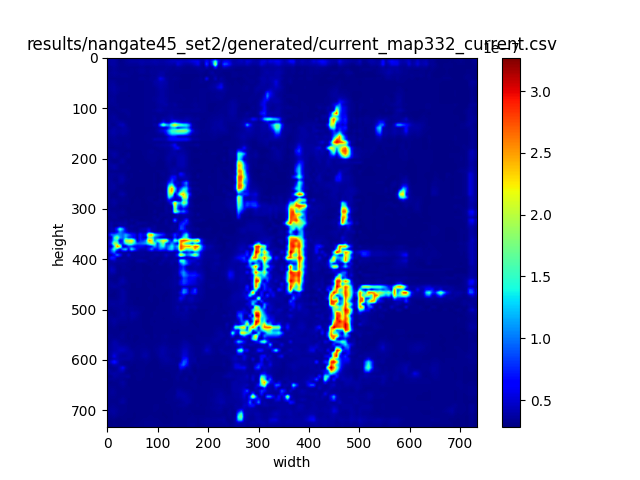 results/nangate45_set2/generated/current_map332_current.csv
1e−7
0
100
200
300
400
500
600
700
height
0 100 200 300 400 500 600 700
width
3.0
2.5
2.0
1.5
1.0
0.5